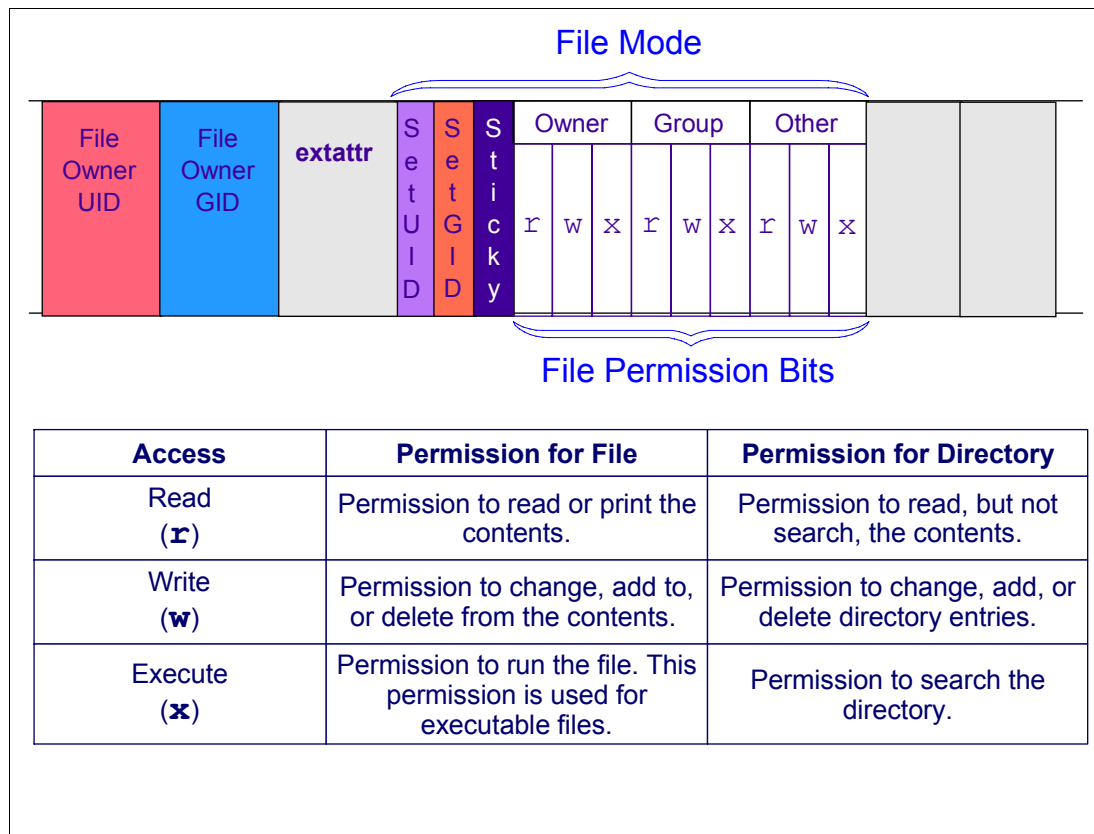 File Mode
File
Owner
UID
File
Owner
GID
extattr
SetUID
SetGID
Sticky
Owner
Group
Other
r w x r w x r w x
File Permission Bits
Access
Permission for File
Permission for Directory
Read
(r)
Permission to read or print the
contents.
Permission to read, but not
search, the contents.
Write
(w)
Permission to change, add to,
or delete from the contents.
Permission to change, add, or
delete directory entries.
Execute
(x)
Permission to run the file. This
permission is used for
executable files.
Permission to search the
directory.